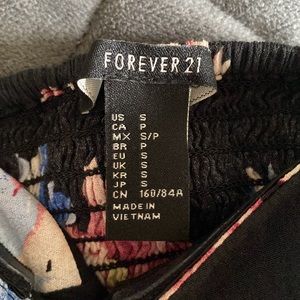 FOREVER 21
US S
CA P
MX S/P
BR P
EU S
UK S
KR S
JP S
CN 160/84A
MADE IN
VIETNAM